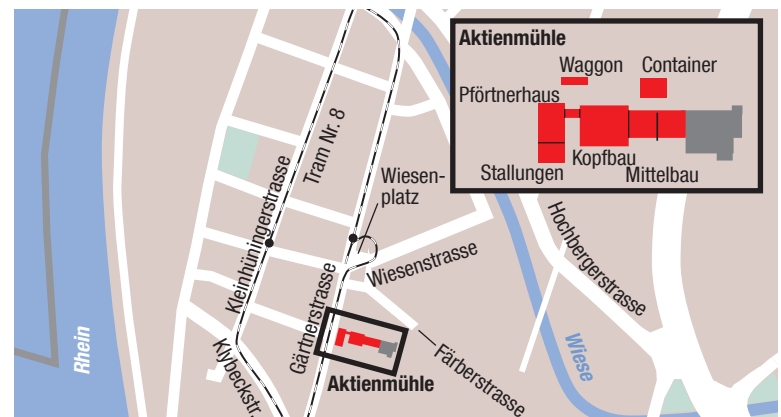 Aktienmühle
Waggon
Container
Pförtnerhaus
Kopfbau
Stallungen
Mittelbau
Tram Nr. 8
Kleinhüningerstrasse
Wiesen-
platz
Wiesenstrasse
Hochbergerstrasse
Gärtnerstrasse
Rhein
Klybeckstr.
Färberstrasse
Wiese
Aktienmühle